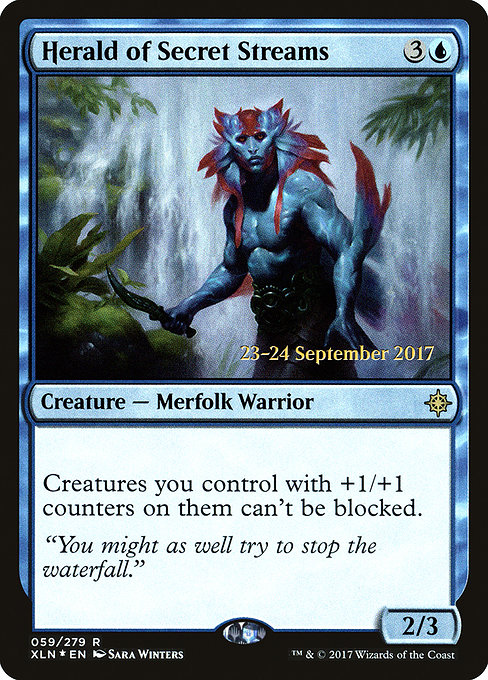 Herald of Secret Streams 3
23–24 September 2017
Creature — Merfolk Warrior
Creatures you control with +1/+1
counters on them can't be blocked.
“You might as well try to stop the
waterfall.”
2/3
059/279 R
XLN ★ EN Sara Winters
™ & © 2017 Wizards of the Coast